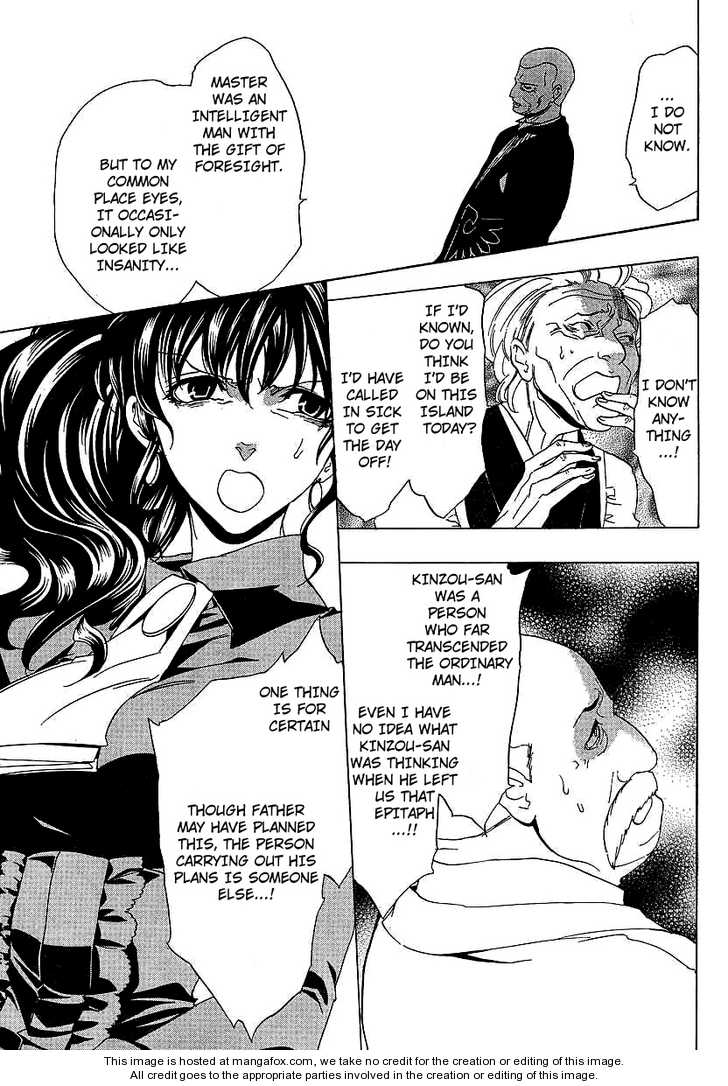 ...
I DO
NOT
KNOW.
MASTER
WAS AN
INTELLIGENT
MAN WITH
THE GIFT OF
FORESIGHT.
BUT TO MY
COMMON
PLACE EYES,
IT OCCASI-
ONALLY ONLY
LOOKED LIKE
INSANITY...
I DON'T
KNOW
ANY-
THING
...!
IF I'D
KNOWN,
DO YOU
THINK
I'D BE
ON THIS
ISLAND
TODAY?
I'D HAVE
CALLED
IN SICK
TO GET
THE DAY
OFF!
KINZOU-SAN
WAS A
PERSON
WHO FAR
TRANSCENDED
THE ORDINARY
MAN...!
EVEN I HAVE
NO IDEA WHAT
KINZOU-SAN
WAS THINKING
WHEN HE LEFT
US THAT
EPITAPH
...!!
ONE THING
IS FOR
CERTAIN
THOUGH FATHER
MAY HAVE PLANNED
THIS, THE PERSON
CARRYING OUT HIS
PLANS IS SOMEONE
ELSE...!
This image is hosted at mangafox.com, we take no credit for the creation or editing of this image.
All credit goes to the appropriate parties involved in the creation or editing of this image.